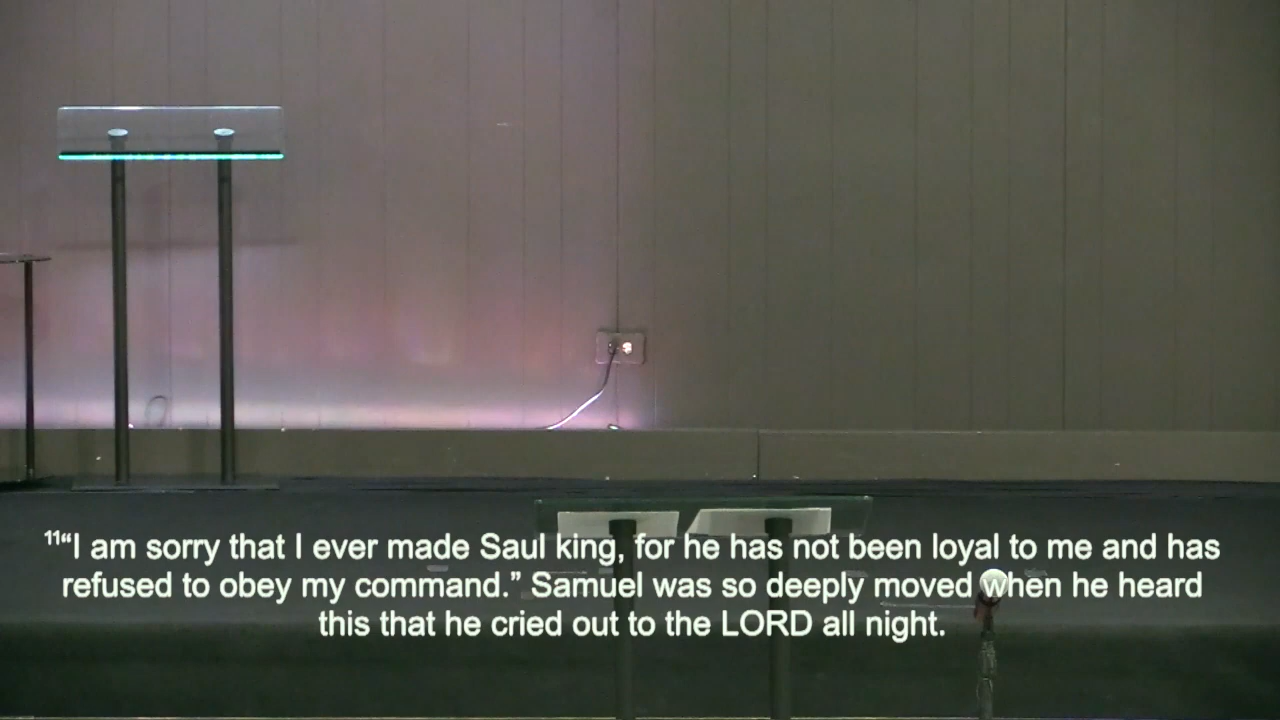 ¹¹“I am sorry that I ever made Saul king, for he has not been loyal to me and has
refused to obey my command.” Samuel was so deeply moved when he heard
this that he cried out to the LORD all night.